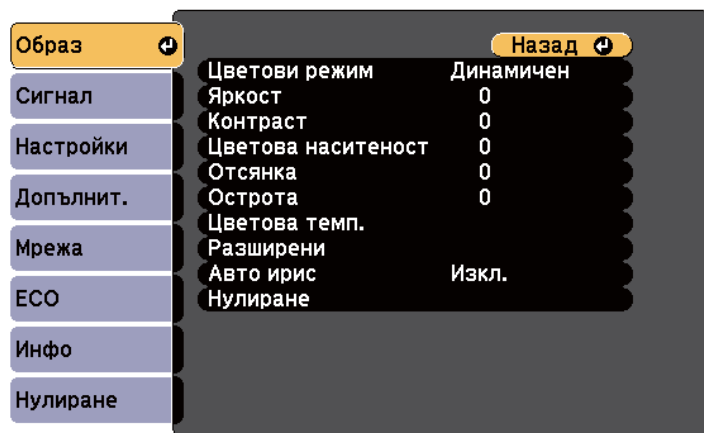 Образ
Сигнал
Настройки
Допълнит.
Мрежа
ECO
Инфо
Нулиране
Назад
Цветови режим Динамичен
Яркост 0
Контраст 0
Цветова наситеност 0
Отсянка 0
Острота 0
Цветова темп.
Разширени
Авто ирис Изкл.
Нулиране